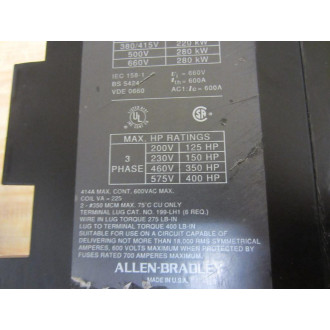 380/415V 220 kW
500V 280 kW
660V 280 kW
IEC 158-1 = 660V
BS 5424 Ith = 600A
VDE 0660 AC1: Ie = 600A
UL
LISTED
SA
MAX. HP RATINGS
3 PHASE
200V 125 HP
230V 150 HP
460V 350 HP
575V 400 HP
414A MAX. CONT. 600VAC MAX.
COIL VA = 225
2-#350 MCM MAX. 75°C CU ONLY
TERMINAL LUG CAT. NO. 199-LH1 (6 REQ.)
WIRE IN LUG TORQUE 275 LB-IN
LUG TO TERMINAL TORQUE 400 LB-IN
SUITABLE FOR USE ON A CIRCUIT CAPABLE OF
DELIVERING NOT MORE THAN 18,000 RMS SYMMETRICAL
AMPERES, 600 VOLTS MAXIMUM WHEN PROTECTED BY
FUSES RATED 700 AMPERES MAXIMUM
ALLEN-BRADLEY
MADE IN U.S.A.